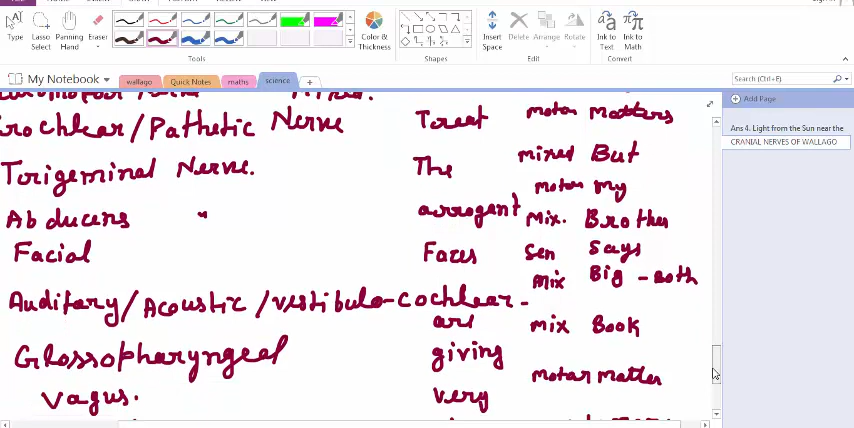 Type
Lasso Select
Panning Hand
Eraser
Color & Thickness
Insert Space
Delete
Arrange
Rotate
Ink to Text
Ink to Math
Tools
Shapes
Edit
Convert
My Notebook
wallago
Quick Notes
maths
science
Search (Ctrl+E)
Add Page
Ans 4. Light from the Sun near the
CRANIAL NERVES OF WALLAGO
rochlear/Pathetic Nerve Treat motor matters
Trigeminal Nerve. The mixed But
motor my
Abducens " arrogent Mix. Brother
Facial Faces Sen Says
Mix Big - both
Auditary/Acoustic/vestibulo-cochlear -
are mix Book
Glossopharyngeal giving
motar matter
Vagus. very